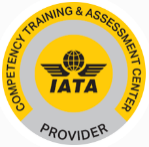 COMPETENCY TRAINING & ASSESSMENT CENTER
IATA
PROVIDER